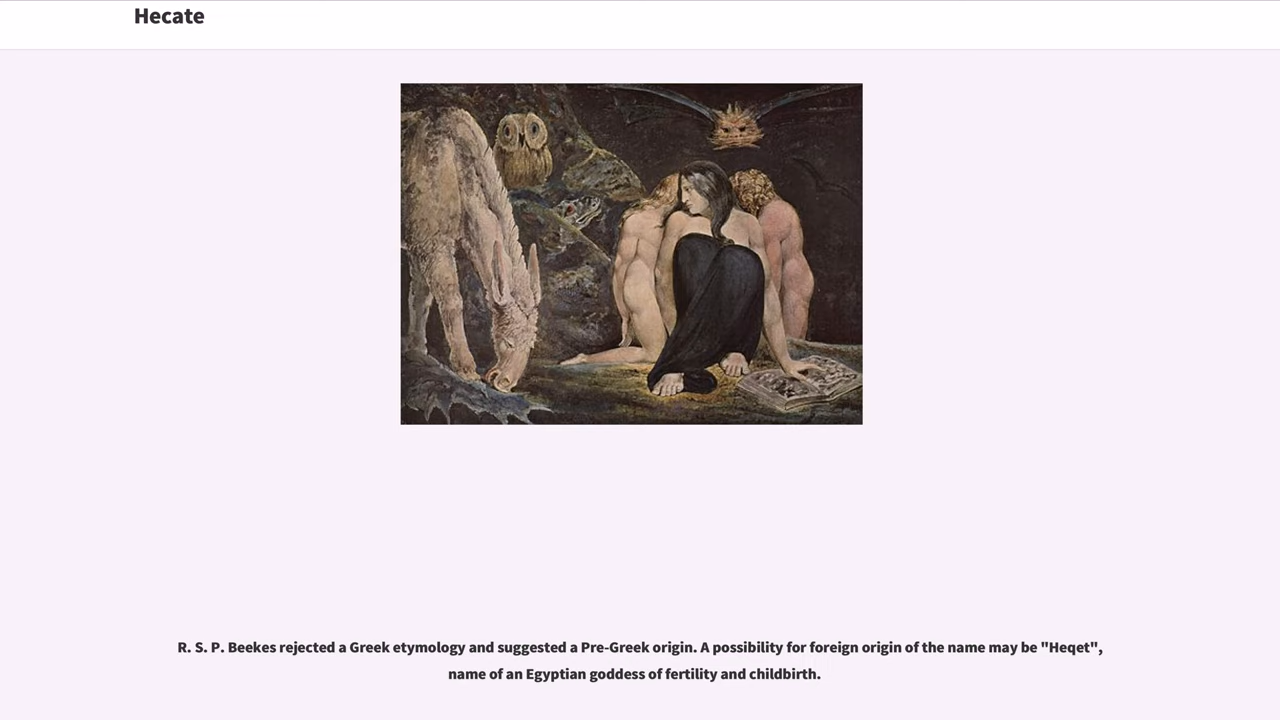 Hecate
R. S. P. Beekes rejected a Greek etymology and suggested a Pre-Greek origin. A possibility for foreign origin of the name may be "Heqet",
name of an Egyptian goddess of fertility and childbirth.